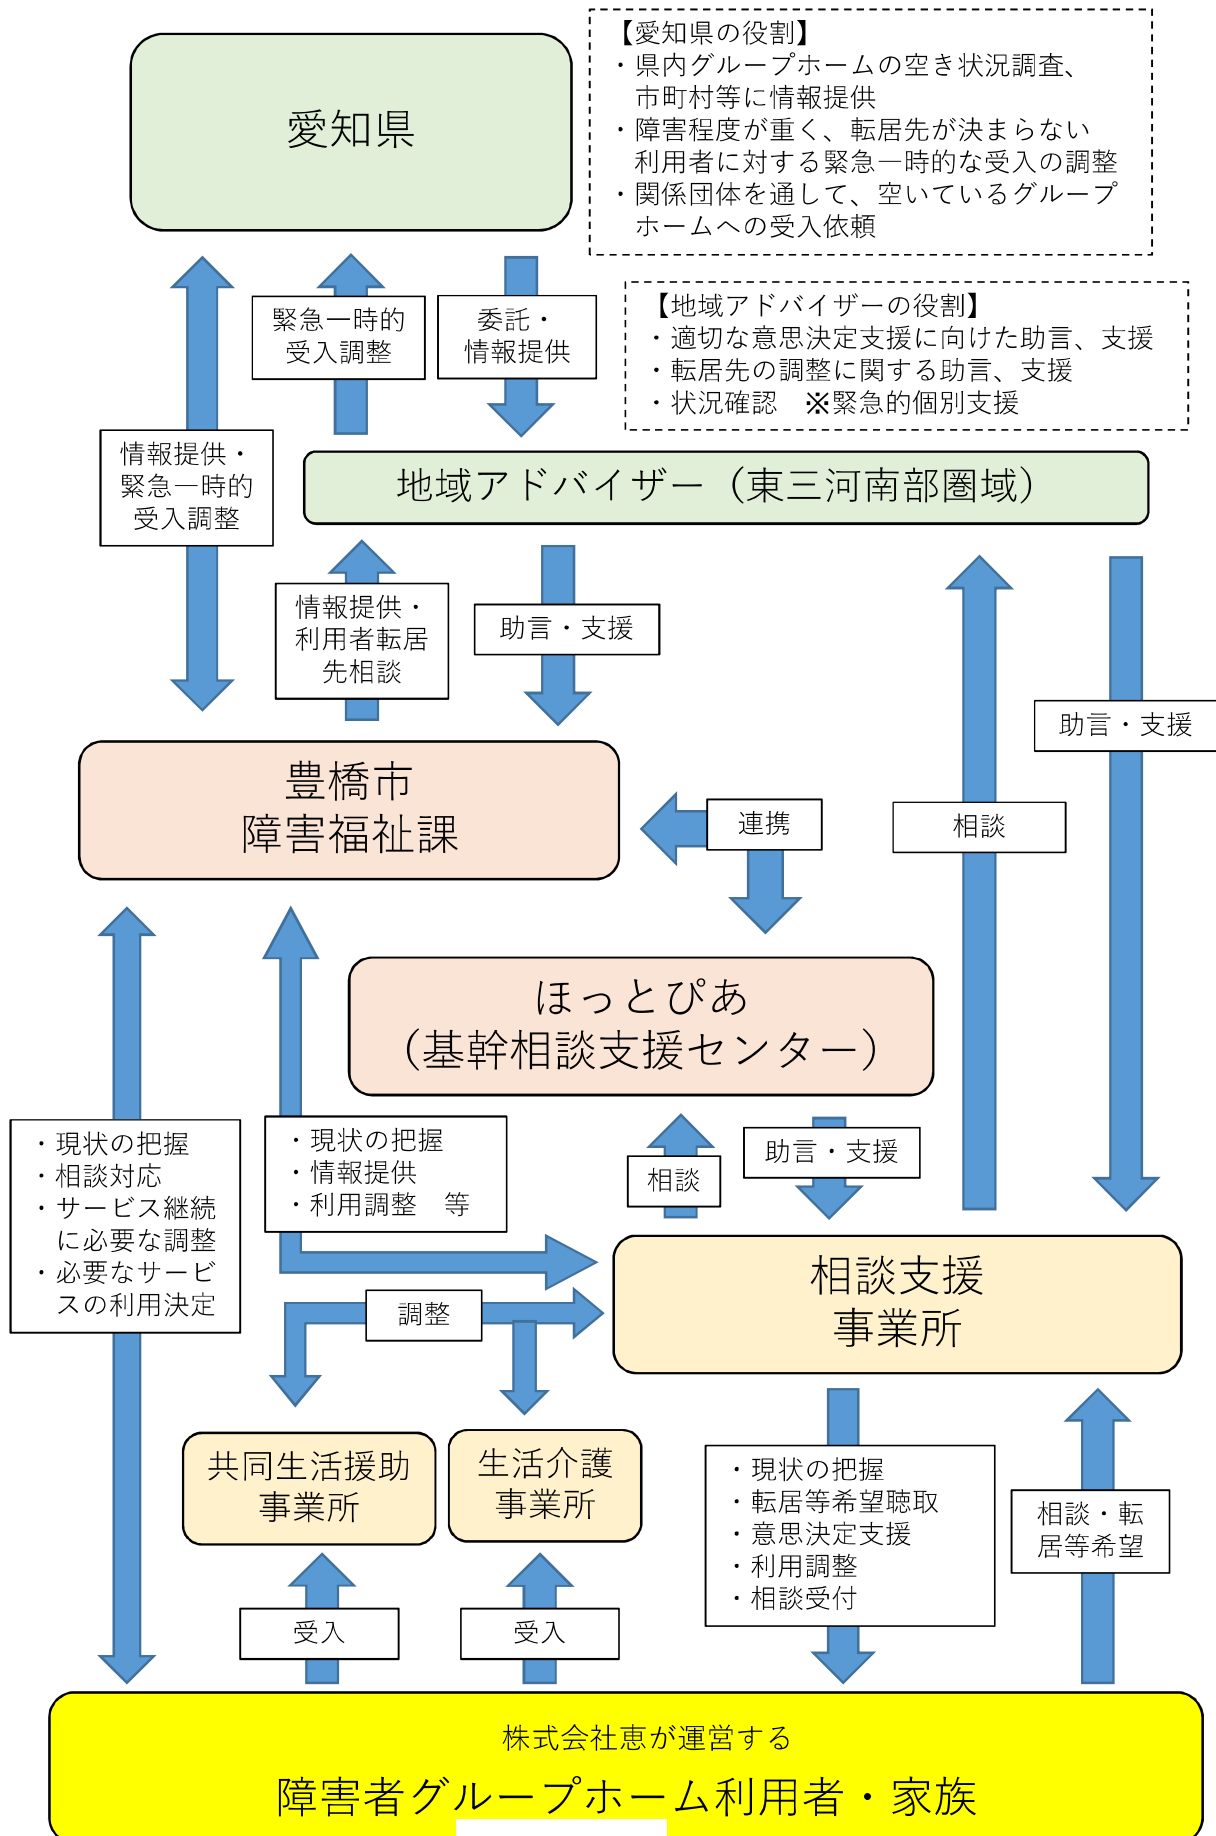 愛知県
【愛知県の役割】
・県内グループホームの空き状況調査、
市町村等に情報提供
・障害程度が重く、転居先が決まらない
利用者に対する緊急一時的な受入の調整
・関係団体を通して、空いているグループ
ホームへの受入依頼
緊急一時的
受入調整
委託・
情報提供
【地域アドバイザーの役割】
・適切な意思決定支援に向けた助言、支援
・転居先の調整に関する助言、支援
・状況確認　※緊急的個別支援
情報提供・
緊急一時的
受入調整
地域アドバイザー（東三河南部圏域）
情報提供・
利用者転居
先相談
助言・支援
助言・支援
豊橋市
障害福祉課
連携
相談
ほっとぴあ
（基幹相談支援センター）
・現状の把握
・相談対応
・サービス継続
に必要な調整
・必要なサービ
スの利用決定
・現状の把握
・情報提供
・利用調整　等
相談
助言・支援
相談支援
事業所
調整
共同生活援助
事業所
生活介護
事業所
・現状の把握
・転居等希望聴取
・意思決定支援
・利用調整
・相談受付
相談・転
居等希望
受入
受入
株式会社恵が運営する
障害者グループホーム利用者・家族